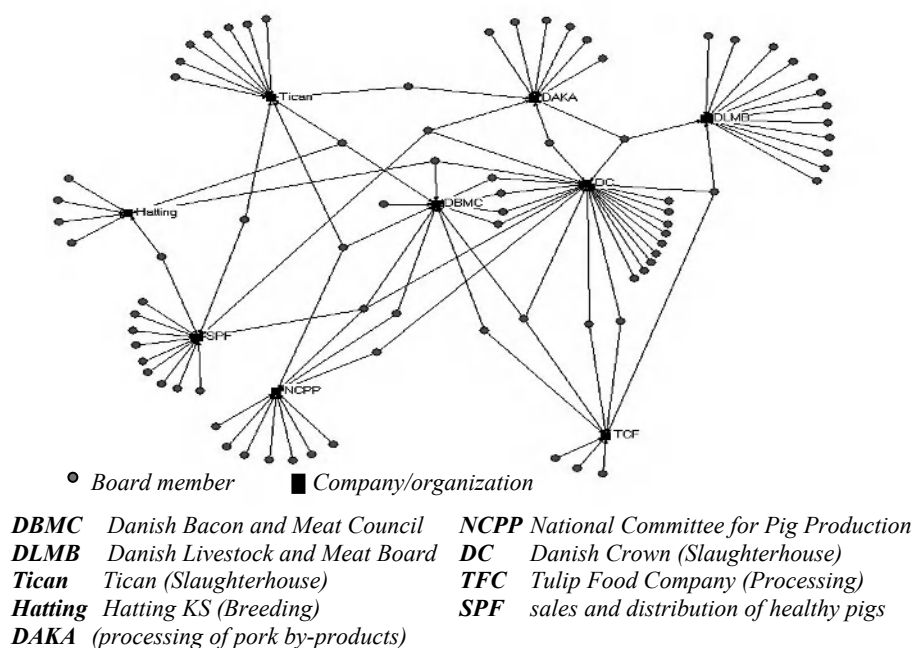 Tican
DAKA
DLMB
DC
DBMC
Hatting
SPF
NCPP
TCF
Board member Company/organization
DBMC Danish Bacon and Meat Council NCPP National Committee for Pig Production
DLMB Danish Livestock and Meat Board DC Danish Crown (Slaughterhouse)
Tican Tican (Slaughterhouse) TFC Tulip Food Company (Processing)
Hatting Hatting KS (Breeding) SPF sales and distribution of healthy pigs
DAKA (processing of pork by-products)